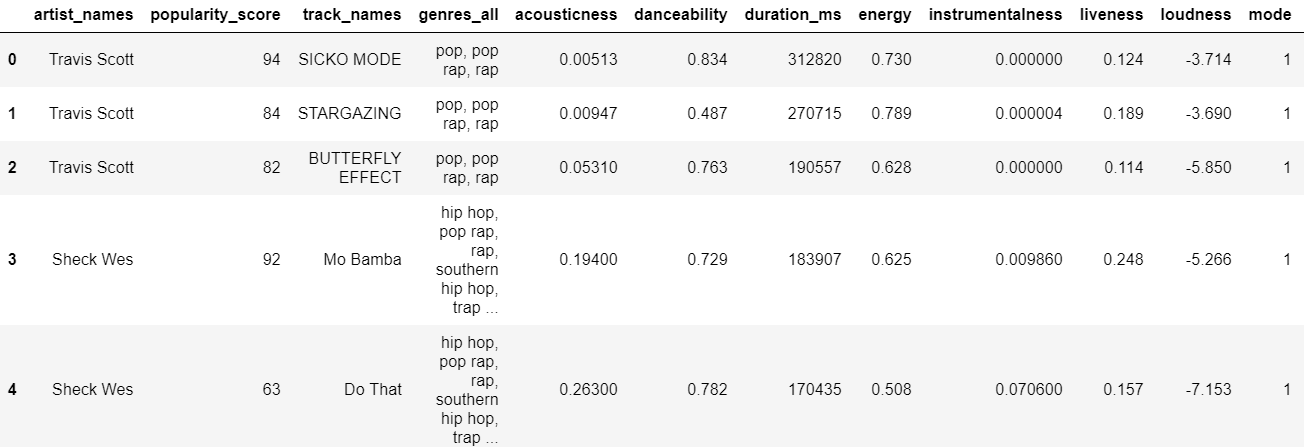 artist_names popularity_score track_names genres_all acousticness danceability duration_ms energy instrumentalness liveness loudness mode
0 Travis Scott 94 SICKO MODE pop, pop rap, rap 0.00513 0.834 312820 0.730 0.000000 0.124 -3.714 1
1 Travis Scott 84 STARGAZING pop, pop rap, rap 0.00947 0.487 270715 0.789 0.000004 0.189 -3.690 1
2 Travis Scott 82 BUTTERFLY EFFECT pop, pop rap, rap 0.05310 0.763 190557 0.628 0.000000 0.114 -5.850 1
3 Sheck Wes 92 Mo Bamba hip hop, pop rap, rap, southern hip hop, trap ... 0.19400 0.729 183907 0.625 0.009860 0.248 -5.266 1
4 Sheck Wes 63 Do That hip hop, pop rap, rap, southern hip hop, trap ... 0.26300 0.782 170435 0.508 0.070600 0.157 -7.153 1